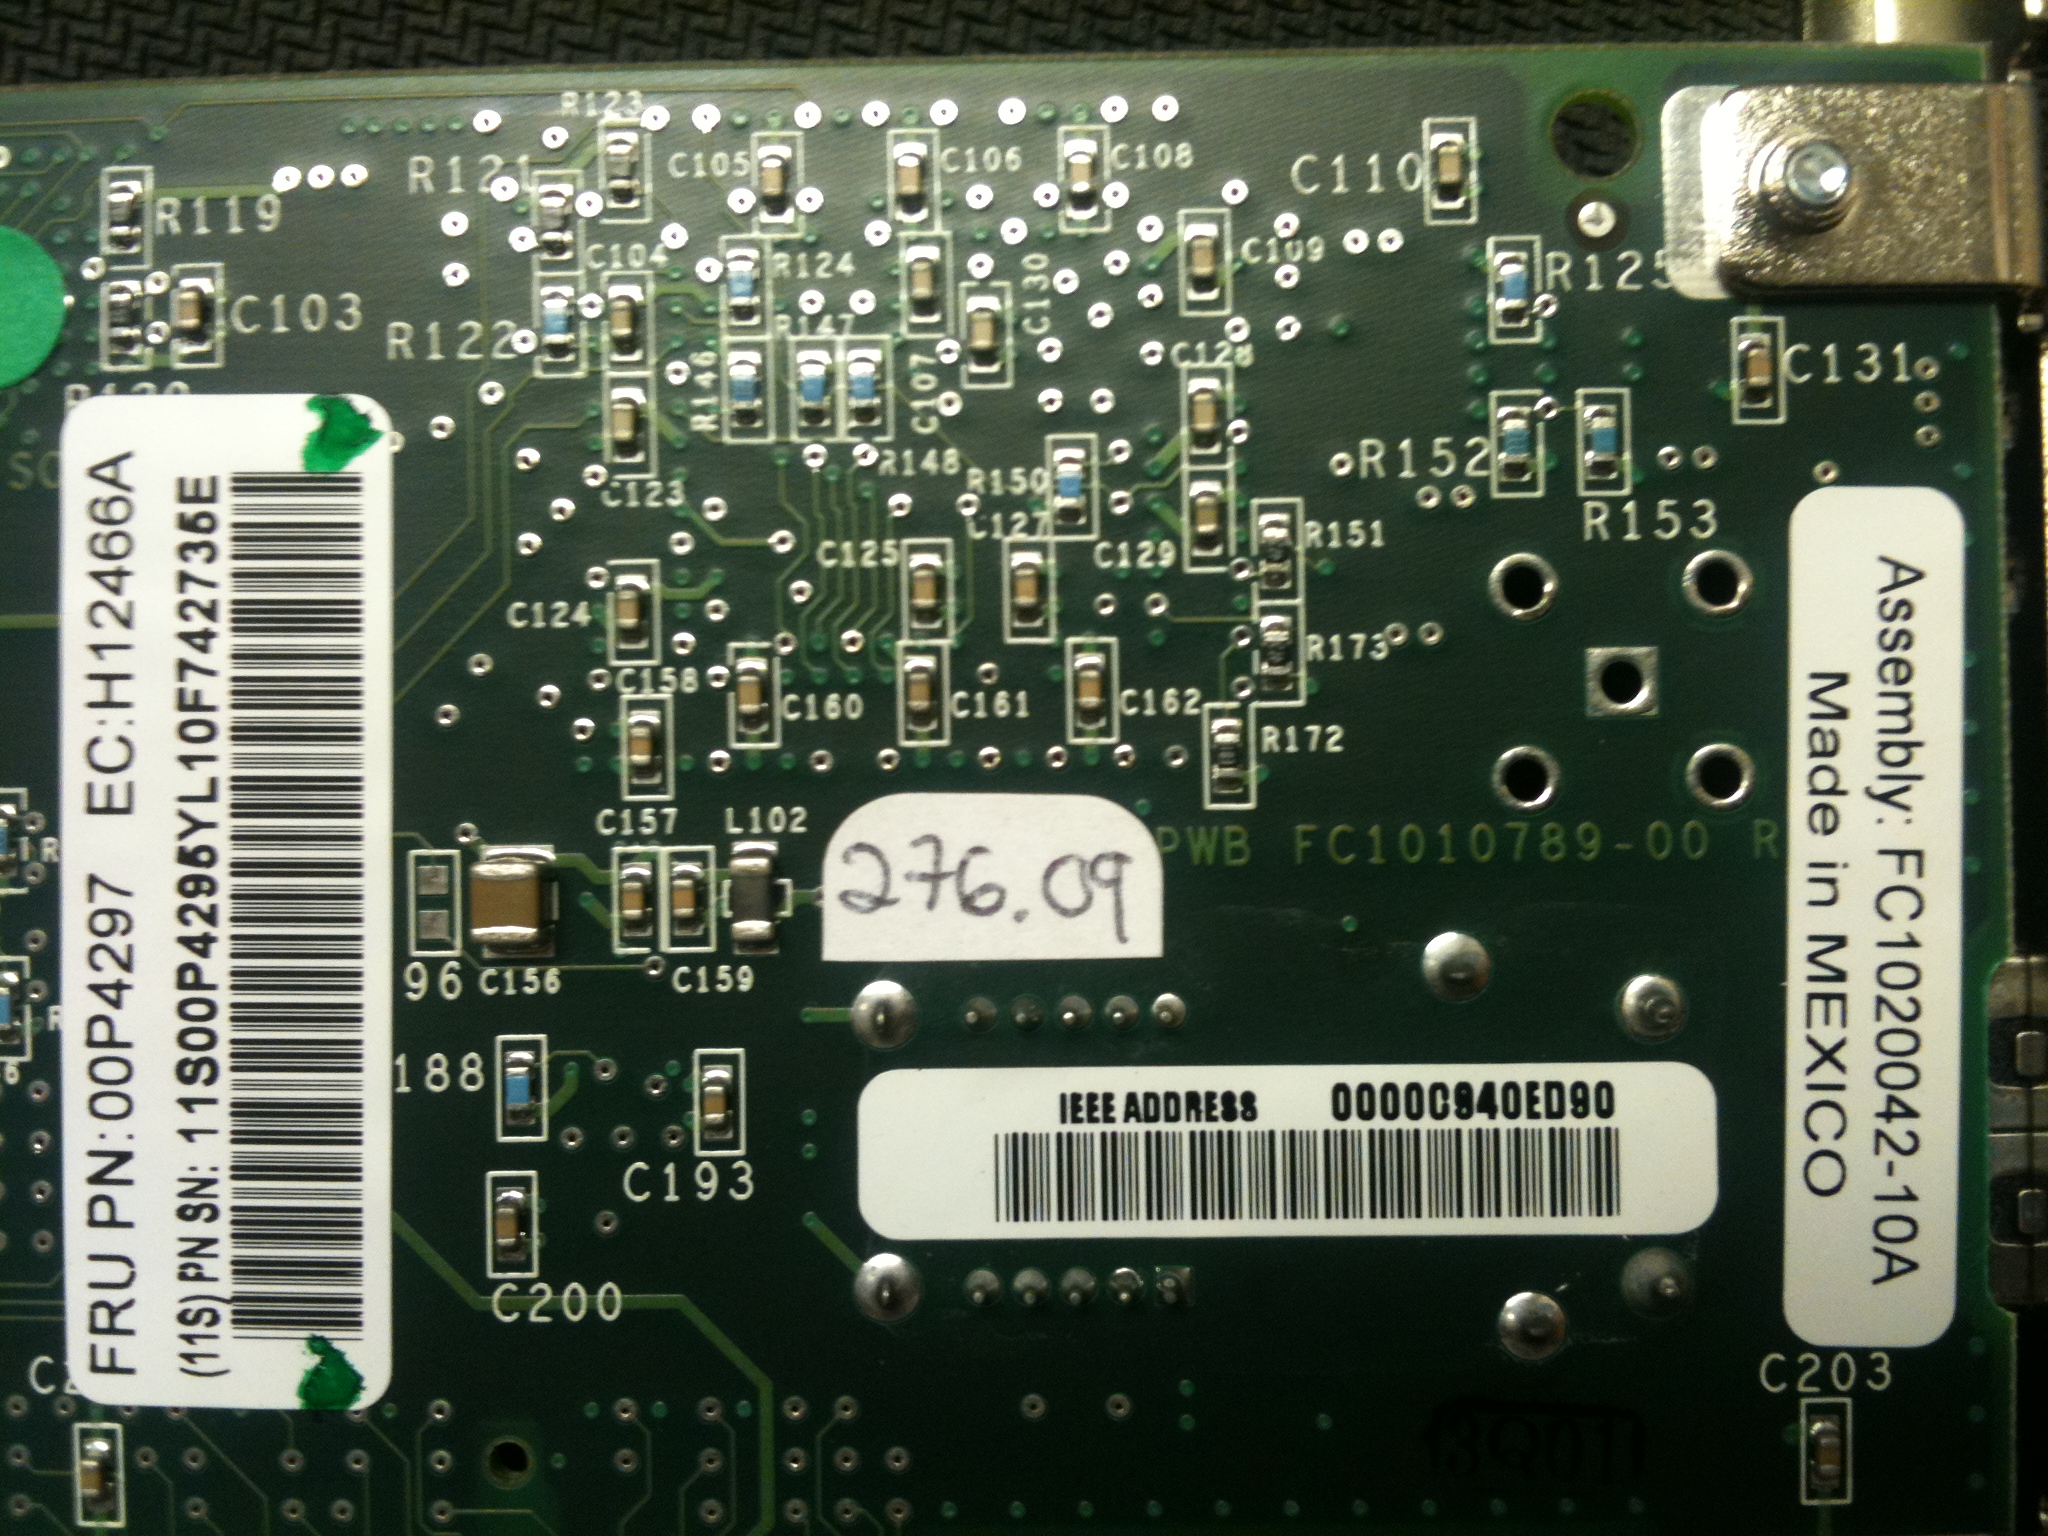 R123
R121
C105
C106
C108
C110
R119
C104
R124
C109
R125
C103
R122
R147
C130
C128
C131
R146
C107
R148
R152
C123
R150
R153
C127
R151
C125
C129
C124
R173
C158
C160
C161
C162
R172
C157
L102
276.09
PWB FC1010789-00 R
96
C156
C159
188
C193
C200
C203
FRU PN:00P4297 EC:H12466A
(11S) PN SN: 11S00P4295YL10F742735E
IEEE ADDRESS 0000C940ED90
Assembly: FC1020042-10A
Made in MEXICO
3Q01